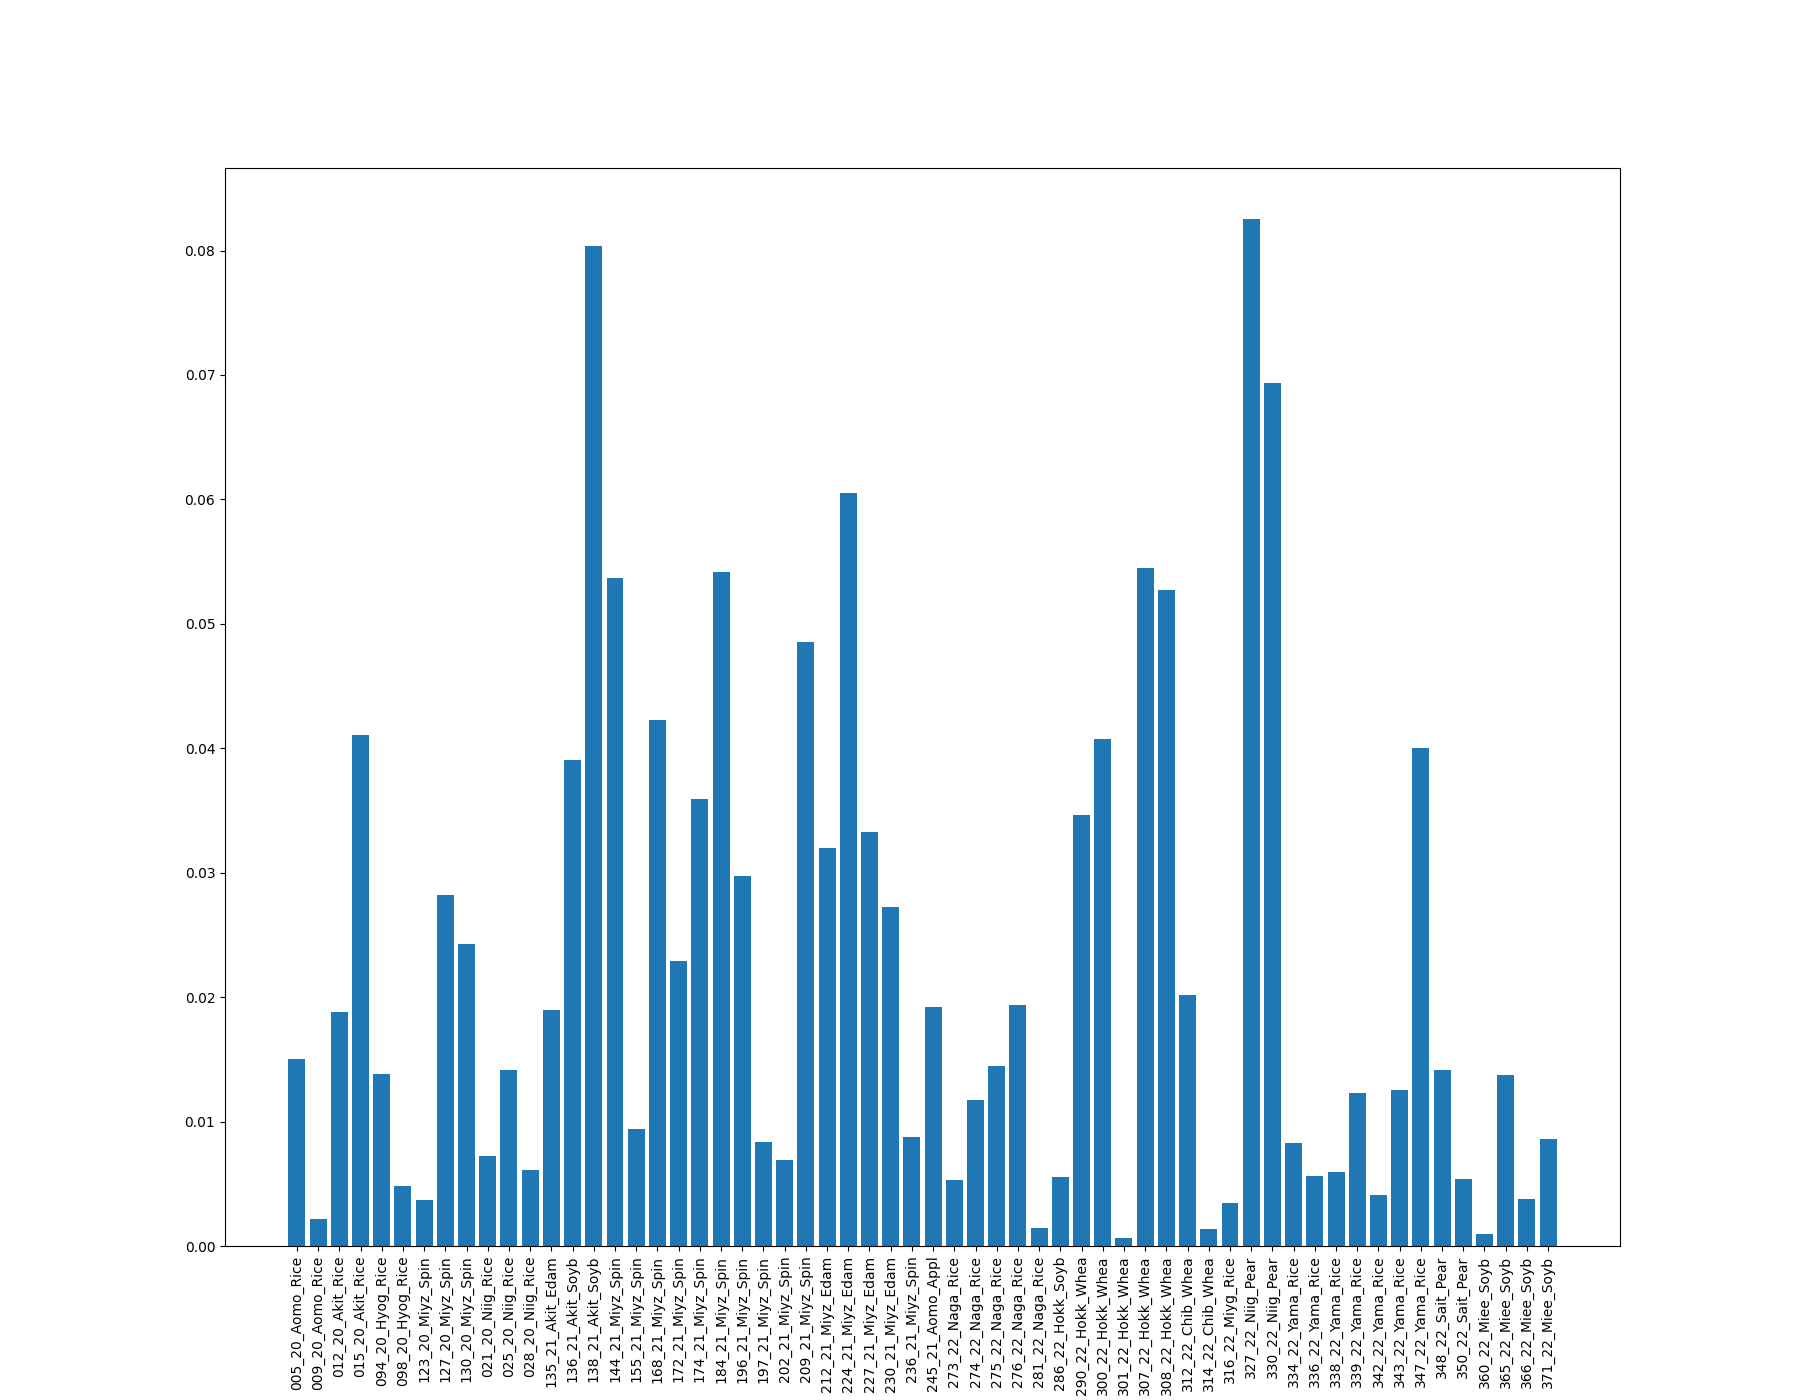 0.08
0.07
0.06
0.05
0.04
0.03
0.02
0.01
0.00
005_20_Aomo_Rice
009_20_Aomo_Rice
012_20_Akit_Rice
015_20_Akit_Rice
094_20_Hyog_Rice
098_20_Hyog_Rice
123_20_Miyz_Spin
127_20_Miyz_Spin
130_20_Miyz_Spin
021_20_Niig_Rice
025_20_Niig_Rice
028_20_Niig_Rice
135_21_Akit_Edam
136_21_Akit_Soyb
138_21_Akit_Soyb
144_21_Miyz_Spin
155_21_Miyz_Spin
168_21_Miyz_Spin
172_21_Miyz_Spin
174_21_Miyz_Spin
184_21_Miyz_Spin
196_21_Miyz_Spin
197_21_Miyz_Spin
202_21_Miyz_Spin
209_21_Miyz_Spin
212_21_Miyz_Edam
224_21_Miyz_Edam
227_21_Miyz_Edam
230_21_Miyz_Edam
236_21_Miyz_Spin
245_21_Aomo_Appl
273_22_Naga_Rice
274_22_Naga_Rice
275_22_Naga_Rice
276_22_Naga_Rice
281_22_Naga_Rice
286_22_Hokk_Soyb
290_22_Hokk_Whea
300_22_Hokk_Whea
301_22_Hokk_Whea
307_22_Hokk_Whea
308_22_Hokk_Whea
312_22_Chib_Whea
314_22_Chib_Whea
316_22_Miyg_Rice
327_22_Niig_Pear
330_22_Niig_Pear
334_22_Yama_Rice
336_22_Yama_Rice
338_22_Yama_Rice
339_22_Yama_Rice
342_22_Yama_Rice
343_22_Yama_Rice
347_22_Yama_Rice
348_22_Sait_Pear
350_22_Sait_Pear
360_22_Miee_Soyb
365_22_Miee_Soyb
366_22_Miee_Soyb
371_22_Miee_Soyb